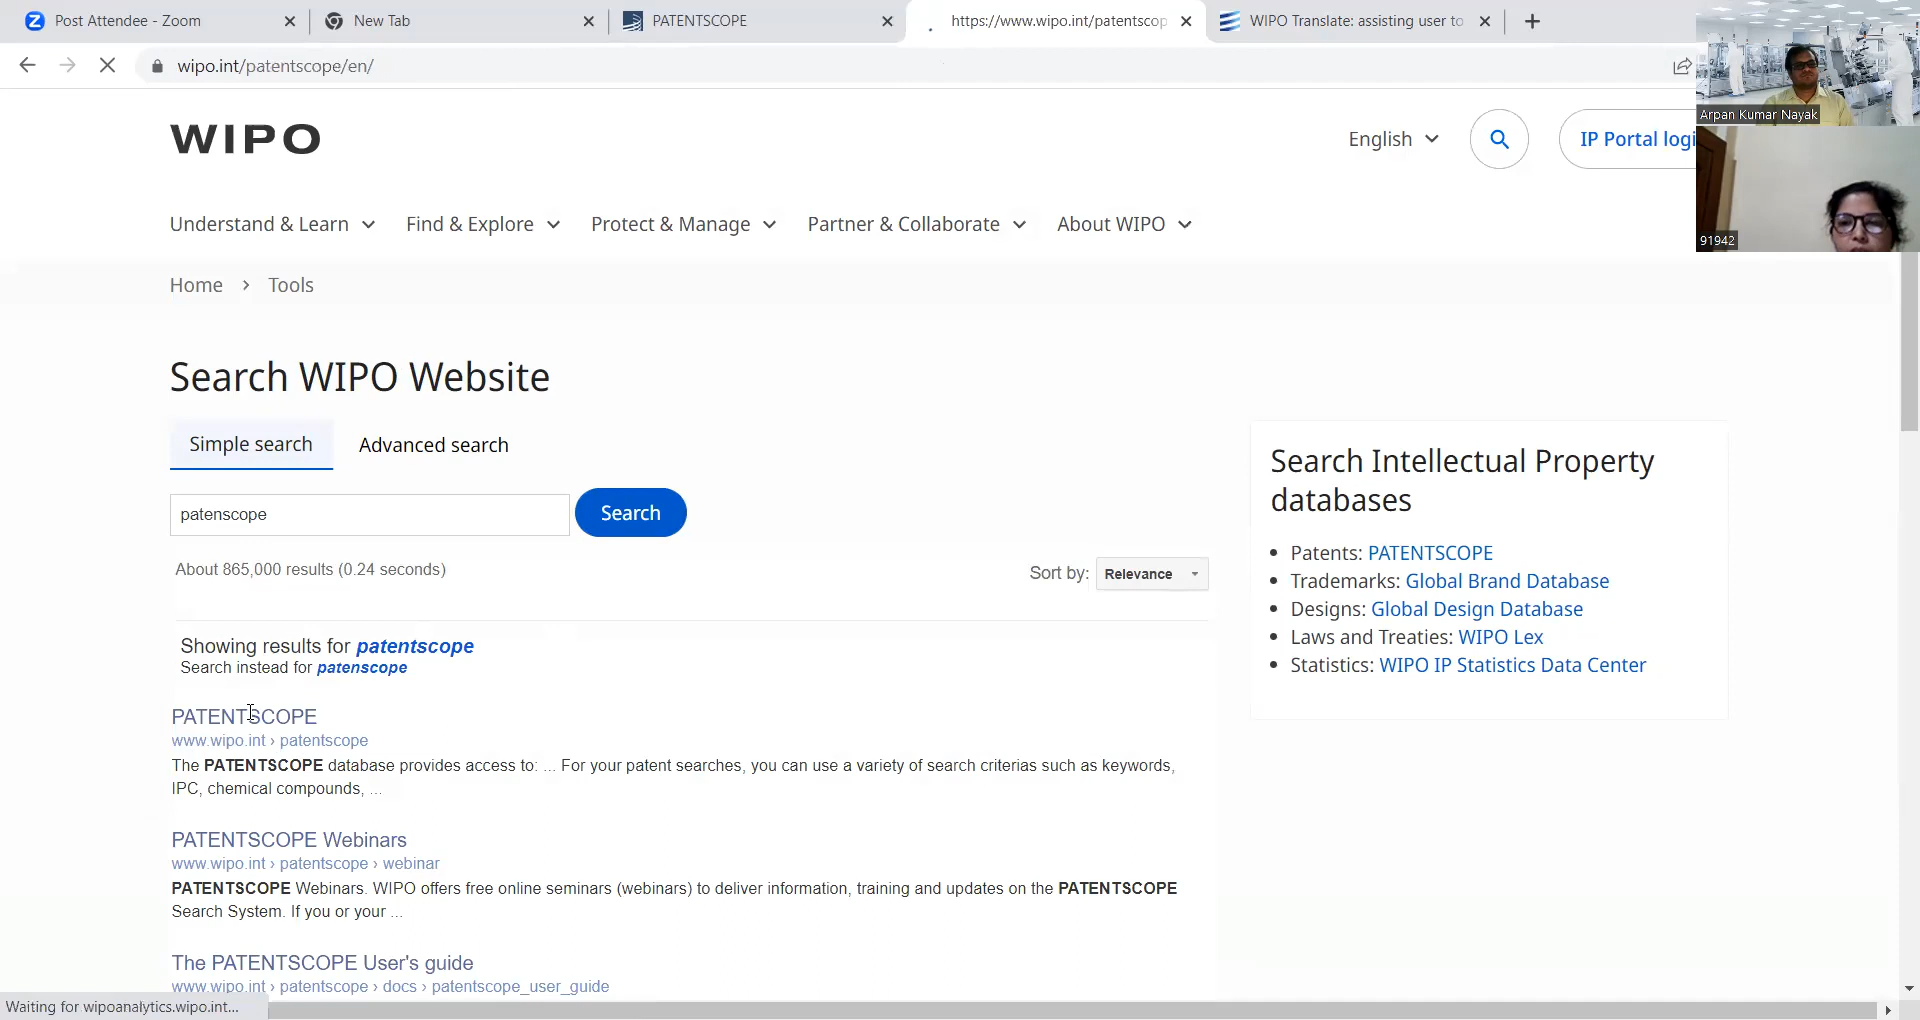 Post Attendee - Zoom
New Tab
PATENTSCOPE
https://www.wipo.int/patentscop
WIPO Translate: assisting user to
wipo.int/patentscope/en/
Arpan Kumar Nayak
91942
WIPO
English
IP Portal logi
Understand & Learn
Find & Explore
Protect & Manage
Partner & Collaborate
About WIPO
Home > Tools
Search WIPO Website
Simple search
Advanced search
patenscope
Search
About 865,000 results (0.24 seconds)
Sort by: Relevance
Showing results for patentscope
Search instead for patenscope
PATENTSCOPE
www.wipo.int › patentscope
The PATENTSCOPE database provides access to: ... For your patent searches, you can use a variety of search criterias such as keywords,
IPC, chemical compounds, ...
PATENTSCOPE Webinars
www.wipo.int › patentscope › webinar
PATENTSCOPE Webinars. WIPO offers free online seminars (webinars) to deliver information, training and updates on the PATENTSCOPE
Search System. If you or your ...
The PATENTSCOPE User's guide
www.wipo.int › patentscope › docs › patentscope_user_guide
Search Intellectual Property
databases
• Patents: PATENTSCOPE
• Trademarks: Global Brand Database
• Designs: Global Design Database
• Laws and Treaties: WIPO Lex
• Statistics: WIPO IP Statistics Data Center
Waiting for wipoanalytics.wipo.int...